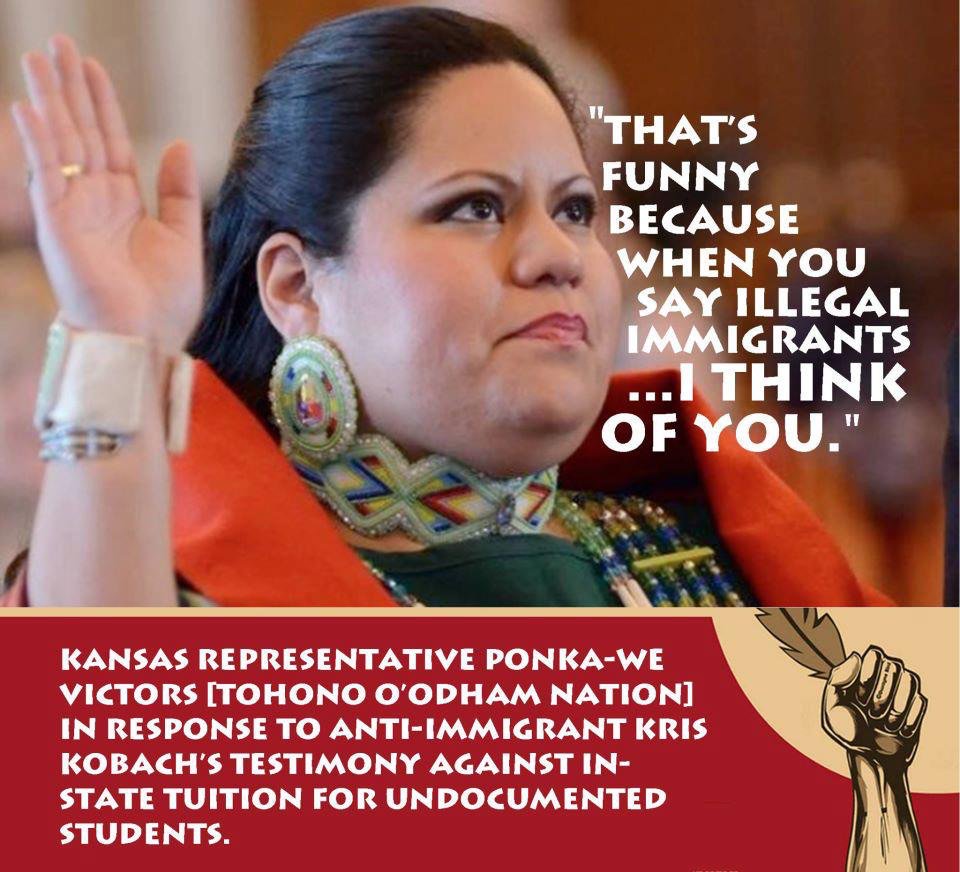 "THAT'S
FUNNY
BECAUSE
WHEN YOU
SAY ILLEGAL
IMMIGRANTS
...I THINK
OF YOU."
KANSAS REPRESENTATIVE PONKA-WE
VICTORS [TOHONO O'ODHAM NATION]
IN RESPONSE TO ANTI-IMMIGRANT KRIS
KOBACH'S TESTIMONY AGAINST IN-
STATE TUITION FOR UNDOCUMENTED
STUDENTS.